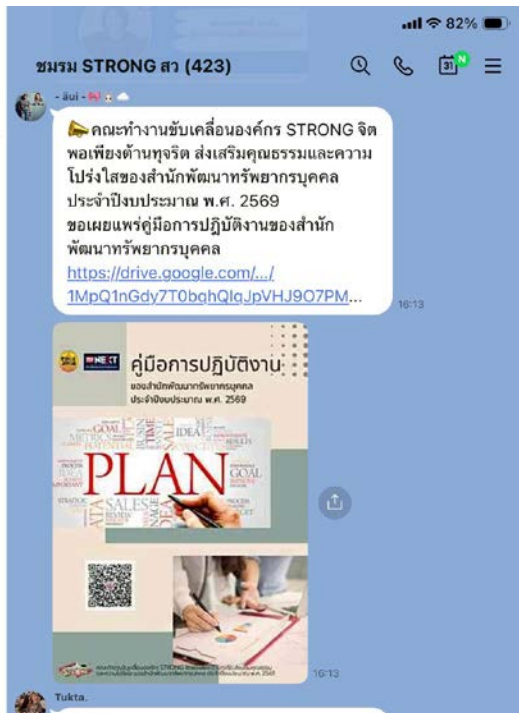 82%
ชมรม STRONG สว (423)
31
N
คณะทำงานขับเคลื่อนองค์กร STRONG จิต
พอเพียงต้านทุจริต ส่งเสริมคุณธรรมและความ
โปร่งใสของสำนักพัฒนาทรัพยากรบุคคล
ประจำปีงบประมาณ พ.ศ. 2569
ขอเผยแพร่คู่มือการปฏิบัติงานของสำนัก
พัฒนาทรัพยากรบุคคล
https://drive.google.com/.../
1MpQ1nGdy7T0bqhQIqJpVHJ9O7PM...
16:13
NEXT
คู่มือการปฏิบัติงาน
ของสำนักพัฒนาทรัพยากรบุคคล
ประจำปีงบประมาณ พ.ศ. 2569
GOAL
METRICS
TIME
IDEA
RESULTS
PLAN
GOAL
SALES
IDEA
16:13
Tukta.